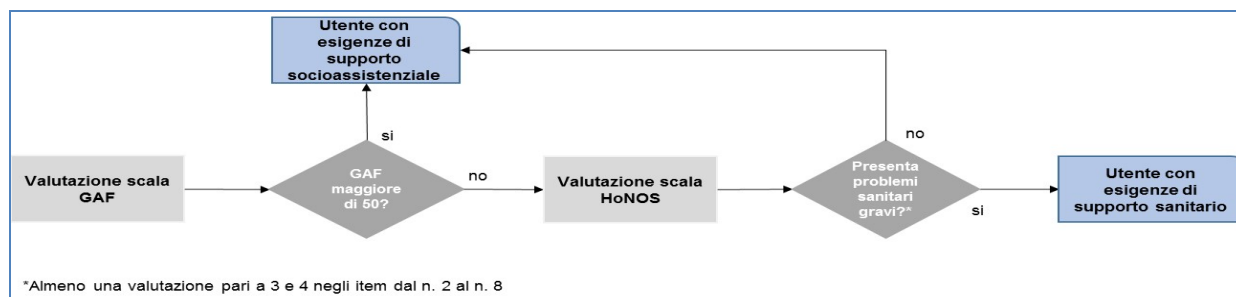 Utente con
esigenze di
supporto
socioassistenziale
si
no
Valutazione scala
GAF
GAF
maggiore
di 50?
no
Valutazione scala
HoNOS
Presenta
problemi
sanitari
gravi?*
si
Utente con
esigenze di
supporto sanitario
*Almeno una valutazione pari a 3 e 4 negli item dal n. 2 al n. 8